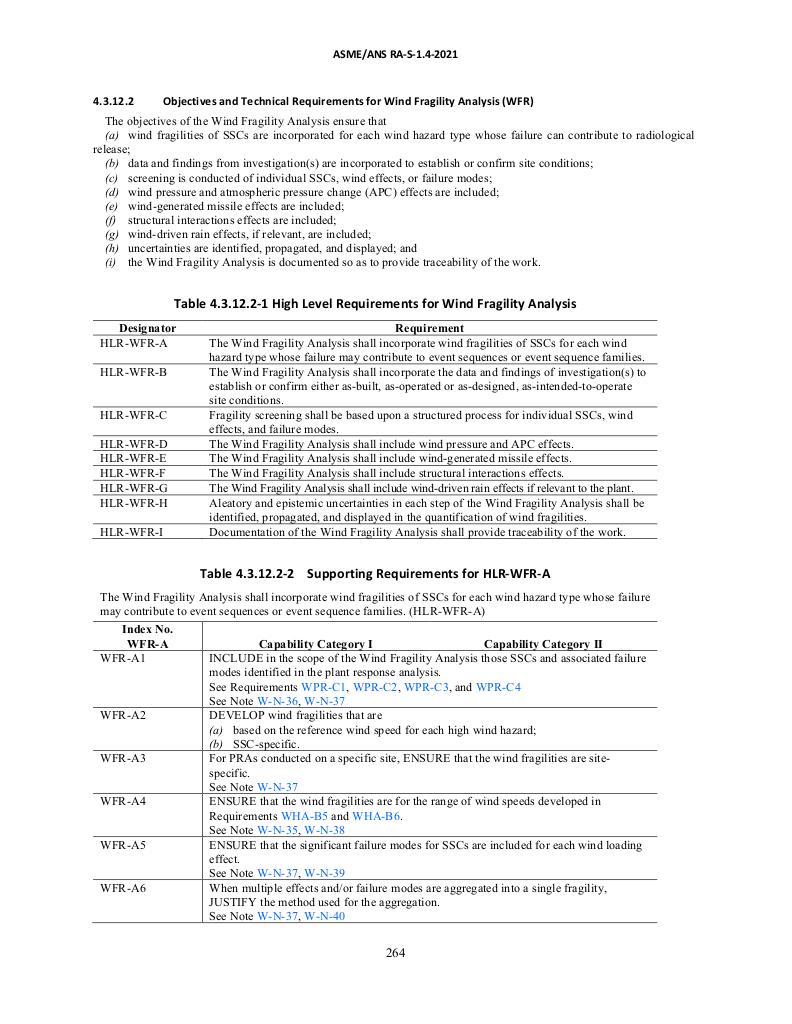 ASME/ANS RA-S-1.4-2021
4.3.12.2 Objectives and Technical Requirements for Wind Fragility Analysis (WFR)
The objectives of the Wind Fragility Analysis ensure that
(a) wind fragilities of SSCs are incorporated for each wind hazard type whose failure can contribute to radiological
release;
(b) data and findings from investigation(s) are incorporated to establish or confirm site conditions;
(c) screening is conducted of individual SSCs, wind effects, or failure modes;
(d) wind pressure and atmospheric pressure change (APC) effects are included;
(e) wind-generated missile effects are included;
(f) structural interactions effects are included;
(g) wind-driven rain effects, if relevant, are included;
(h) uncertainties are identified, propagated, and displayed; and
(i) the Wind Fragility Analysis is documented so as to provide traceability of the work.
Table 4.3.12.2-1 High Level Requirements for Wind Fragility Analysis
Designator Requirement
HLR-WFR-A The Wind Fragility Analysis shall incorporate wind fragilities of SSCs for each wind
hazard type whose failure may contribute to event sequences or event sequence families.
HLR-WFR-B The Wind Fragility Analysis shall incorporate the data and findings of investigation(s) to
establish or confirm either as-built, as-operated or as-designed, as-intended-to-operate
site conditions.
HLR-WFR-C Fragility screening shall be based upon a structured process for individual SSCs, wind
effects, and failure modes.
HLR-WFR-D The Wind Fragility Analysis shall include wind pressure and APC effects.
HLR-WFR-E The Wind Fragility Analysis shall include wind-generated missile effects.
HLR-WFR-F The Wind Fragility Analysis shall include structural interactions effects.
HLR-WFR-G The Wind Fragility Analysis shall include wind-driven rain effects if relevant to the plant.
HLR-WFR-H Aleatory and epistemic uncertainties in each step of the Wind Fragility Analysis shall be
identified, propagated, and displayed in the quantification of wind fragilities.
HLR-WFR-I Documentation of the Wind Fragility Analysis shall provide traceability of the work.
Table 4.3.12.2-2 Supporting Requirements for HLR-WFR-A
The Wind Fragility Analysis shall incorporate wind fragilities of SSCs for each wind hazard type whose failure
may contribute to event sequences or event sequence families. (HLR-WFR-A)
Index No.
WFR-A Capability Category I Capability Category II
WFR-A1 INCLUDE in the scope of the Wind Fragility Analysis those SSCs and associated failure
modes identified in the plant response analysis.
See Requirements WPR-C1, WPR-C2, WPR-C3, and WPR-C4
See Note W-N-36, W-N-37
WFR-A2 DEVELOP wind fragilities that are
(a) based on the reference wind speed for each high wind hazard;
(b) SSC-specific.
WFR-A3 For PRAs conducted on a specific site, ENSURE that the wind fragilities are site-
specific.
See Note W-N-37
WFR-A4 ENSURE that the wind fragilities are for the range of wind speeds developed in
Requirements WHA-B5 and WHA-B6.
See Note W-N-35, W-N-38
WFR-A5 ENSURE that the significant failure modes for SSCs are included for each wind loading
effect.
See Note W-N-37, W-N-39
WFR-A6 When multiple effects and/or failure modes are aggregated into a single fragility,
JUSTIFY the method used for the aggregation.
See Note W-N-37, W-N-40
264